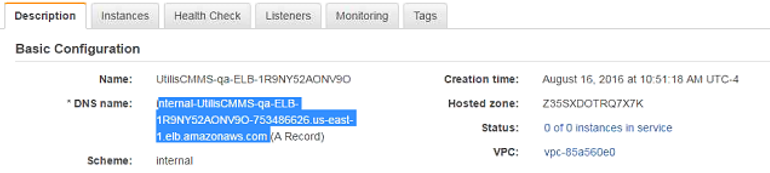 Description Instances Health Check Listeners Monitoring Tags
Basic Configuration
Name: UtilisCMMS-qa-ELB-1R9NY52AONV9O
Creation time: August 16, 2016 at 10:51:18 AM UTC-4
* DNS name: internal-UtilisCMMS-qa-ELB-
1R9NY52AONV9O-753486626.us-east-
1.elb.amazonaws.com (A Record)
Hosted zone: Z35SXDOTRQ7X7K
Status: 0 of 0 instances in service
Scheme: internal
VPC: vpc-85a560e0